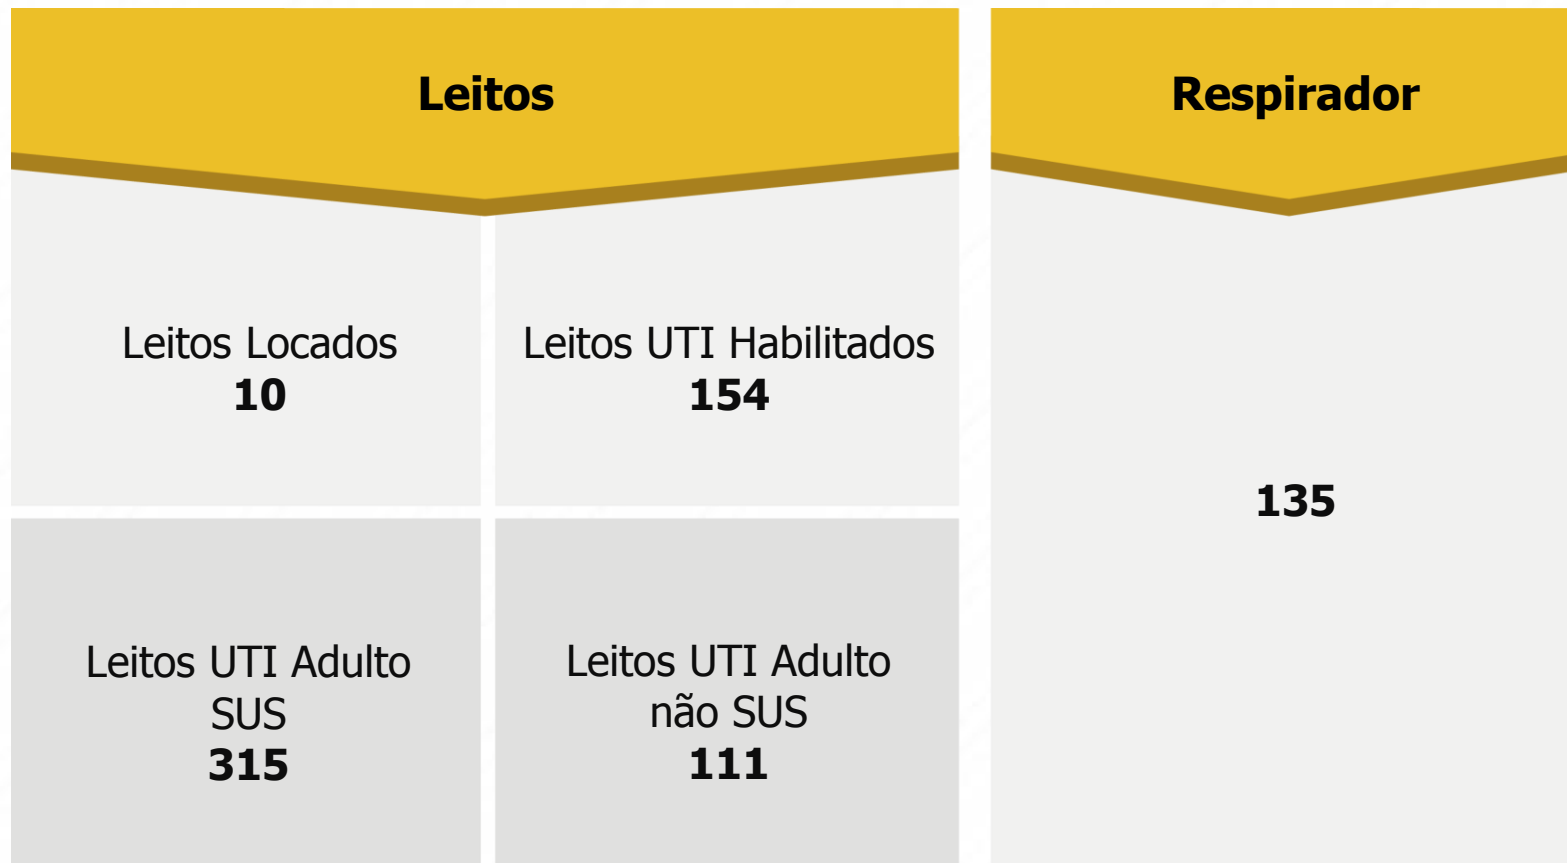 Leitos
Leitos Locados
10
Leitos UTI Habilitados
154
Leitos UTI Adulto
SUS
315
Leitos UTI Adulto
não SUS
111
Respirador
135